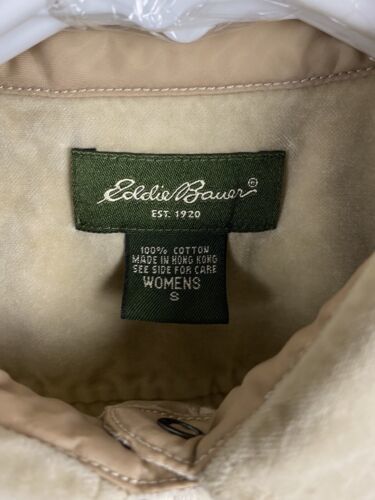 Eddie Bauer®
EST. 1920
100% COTTON
MADE IN HONG KONG
SEE SIDE FOR CARE
WOMENS
S